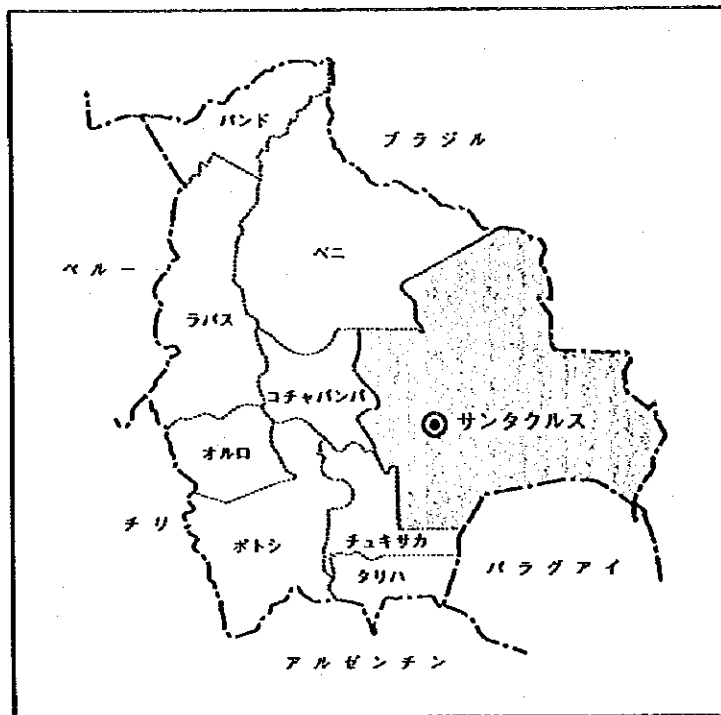 パンド
ブラジル
ベニ
ペルー
ラパス
コチャバンバ
サンタクルス
オルロ
チリ
ポトシ
チュキサカ
タリハ
パラグアイ
アルゼンチン